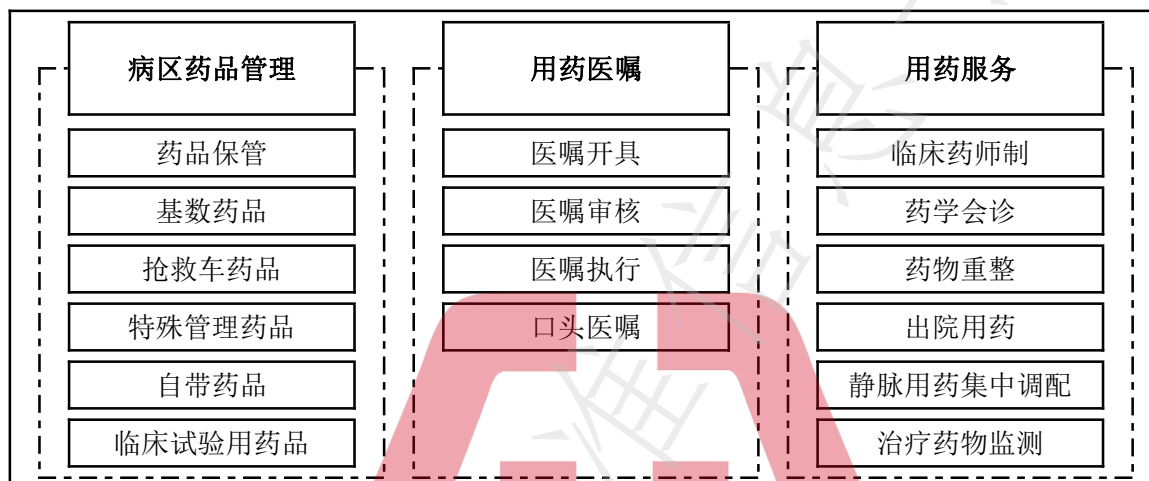 病区药品管理
药品保管
基数药品
抢救车药品
特殊管理药品
自带药品
临床试验用药品
用药医嘱
医嘱开具
医嘱审核
医嘱执行
口头医嘱
用药服务
临床药师制
药学会诊
药物重整
出院用药
静脉用药集中调配
治疗药物监测